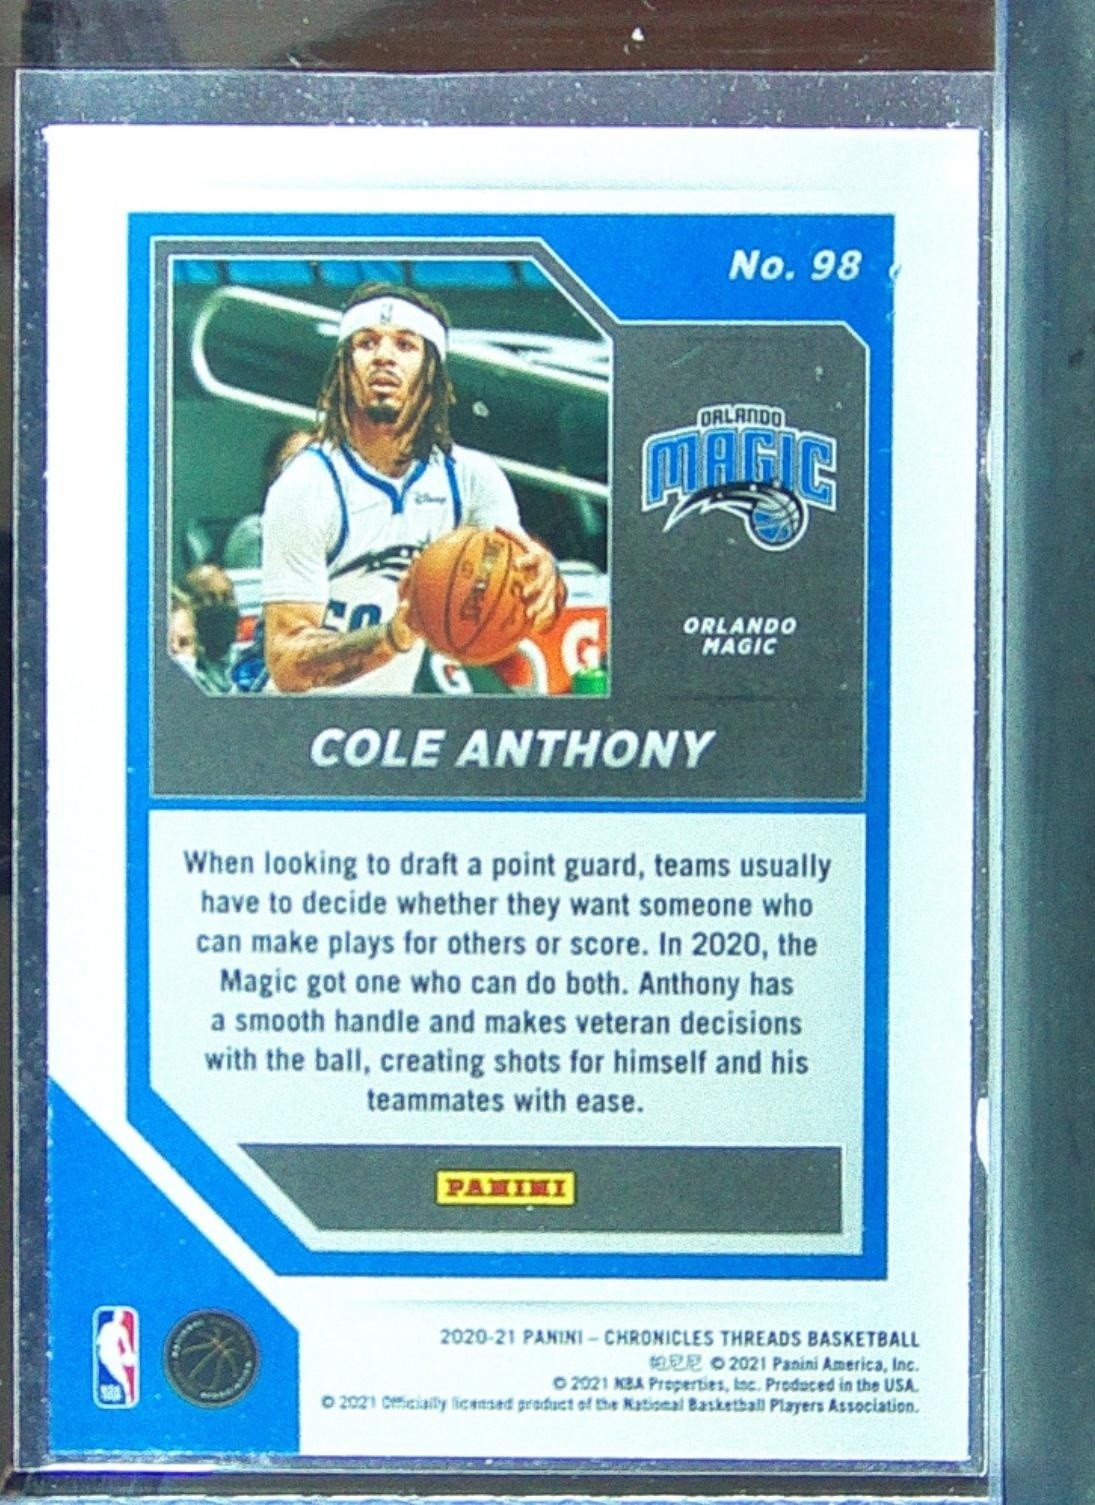 No. 98
Disney
50
SPALDING
G
G
ORLANDO
MAGIC
ORLANDO
MAGIC
COLE ANTHONY
When looking to draft a point guard, teams usually
have to decide whether they want someone who
can make plays for others or score. In 2020, the
Magic got one who can do both. Anthony has
a smooth handle and makes veteran decisions
with the ball, creating shots for himself and his
teammates with ease.
PANINI
2020-21 PANINI – CHRONICLES THREADS BASKETBALL
帕尼尼 © 2021 Panini America, Inc.
© 2021 NBA Properties, Inc. Produced in the USA.
© 2021 Officially licensed product of the National Basketball Players Association.
NBA